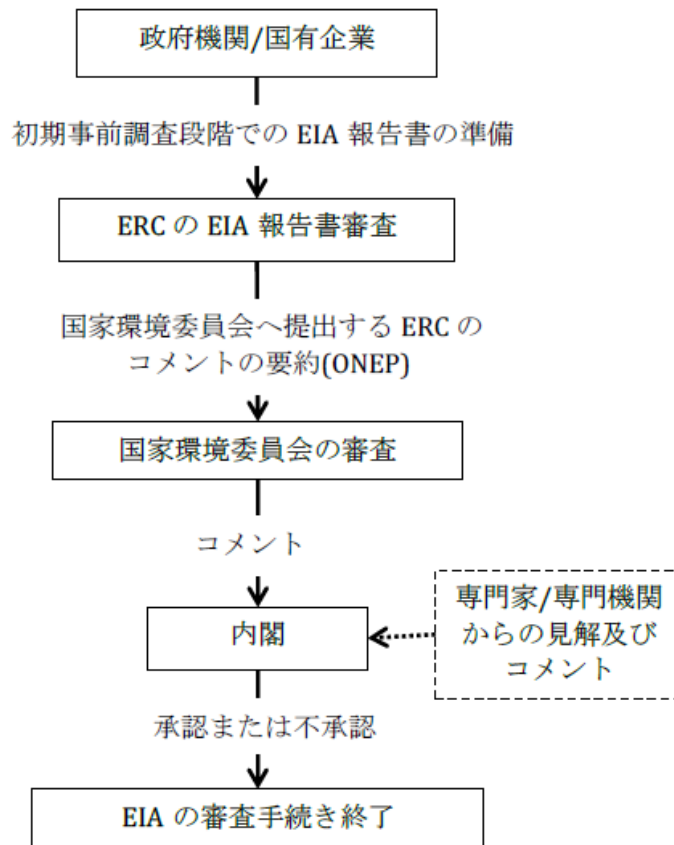 政府機関/国有企業
初期事前調査段階での EIA 報告書の準備
ERC の EIA 報告書審査
国家環境委員会へ提出する ERC の
コメントの要約(ONEP)
国家環境委員会の審査
コメント
専門家/専門機関
からの見解及び
コメント
内閣
承認または不承認
EIA の審査手続き終了